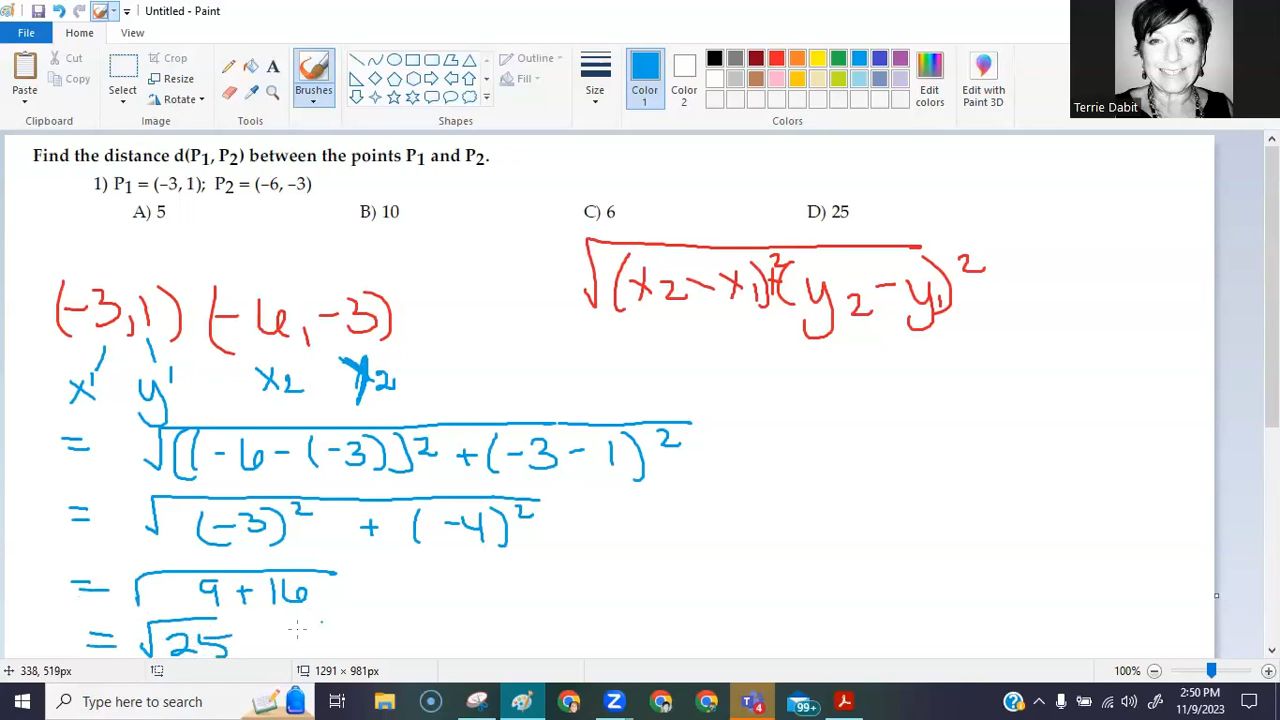 Untitled - Paint
File Home View
Paste
Cut
Copy
Clipboard
Select
Crop
Resize
Rotate
Image
Tools
Brushes
Shapes
Outline
Fill
Size
Color 1
Color 2
Colors
Edit colors
Edit with Paint 3D
Terrie Dabit
Find the distance d(P₁, P₂) between the points P₁ and P₂.
1) P₁ = (–3, 1); P₂ = (–6, –3)
A) 5 B) 10 C) 6 D) 25
√(x₂ - x₁)² + (y₂ - y₁)²
(-3, 1) (-6, -3)
x' y' x₂
= √[(-6 - (-3)]² + (-3 - 1)²
= √(-3)² + (-4)²
= √9 + 16
= √25
338, 519px
1291 × 981px
100%
Type here to search
4
99+
2:50 PM
11/9/2023